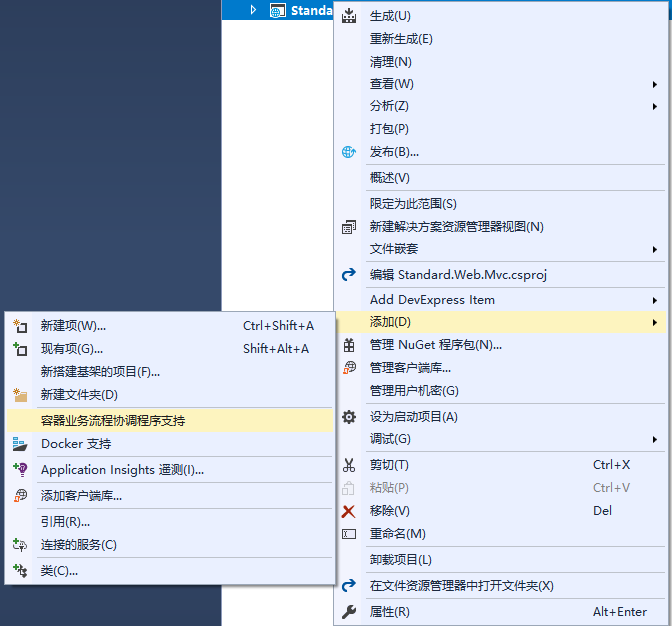 Standa
生成(U)
重新生成(E)
清理(N)
查看(W)
分析(Z)
打包(P)
发布(B)...
概述(V)
限定为此范围(S)
新建解决方案资源管理器视图(N)
文件嵌套
编辑 Standard.Web.Mvc.csproj
Add DevExpress Item
添加(D)
管理 NuGet 程序包(N)...
管理客户端库...
管理用户机密(G)
设为启动项目(A)
调试(G)
剪切(T) Ctrl+X
粘贴(P) Ctrl+V
移除(V) Del
重命名(M)
卸载项目(L)
在文件资源管理器中打开文件夹(X)
属性(R) Alt+Enter
新建项(W)... Ctrl+Shift+A
现有项(G)... Shift+Alt+A
新搭建基架的项目(F)...
新建文件夹(D)
容器业务流程协调程序支持
Docker 支持
Application Insights 遥测(I)...
添加客户端库...
引用(R)...
连接的服务(C)
类(C)...